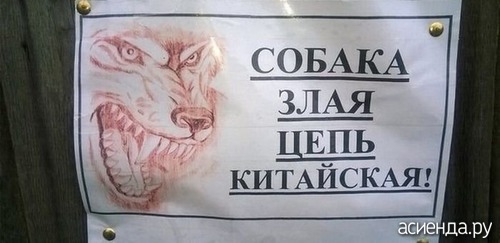 СОБАКА
ЗЛАЯ
ЦЕПЬ
КИТАЙСКАЯ!
асиенда.ру